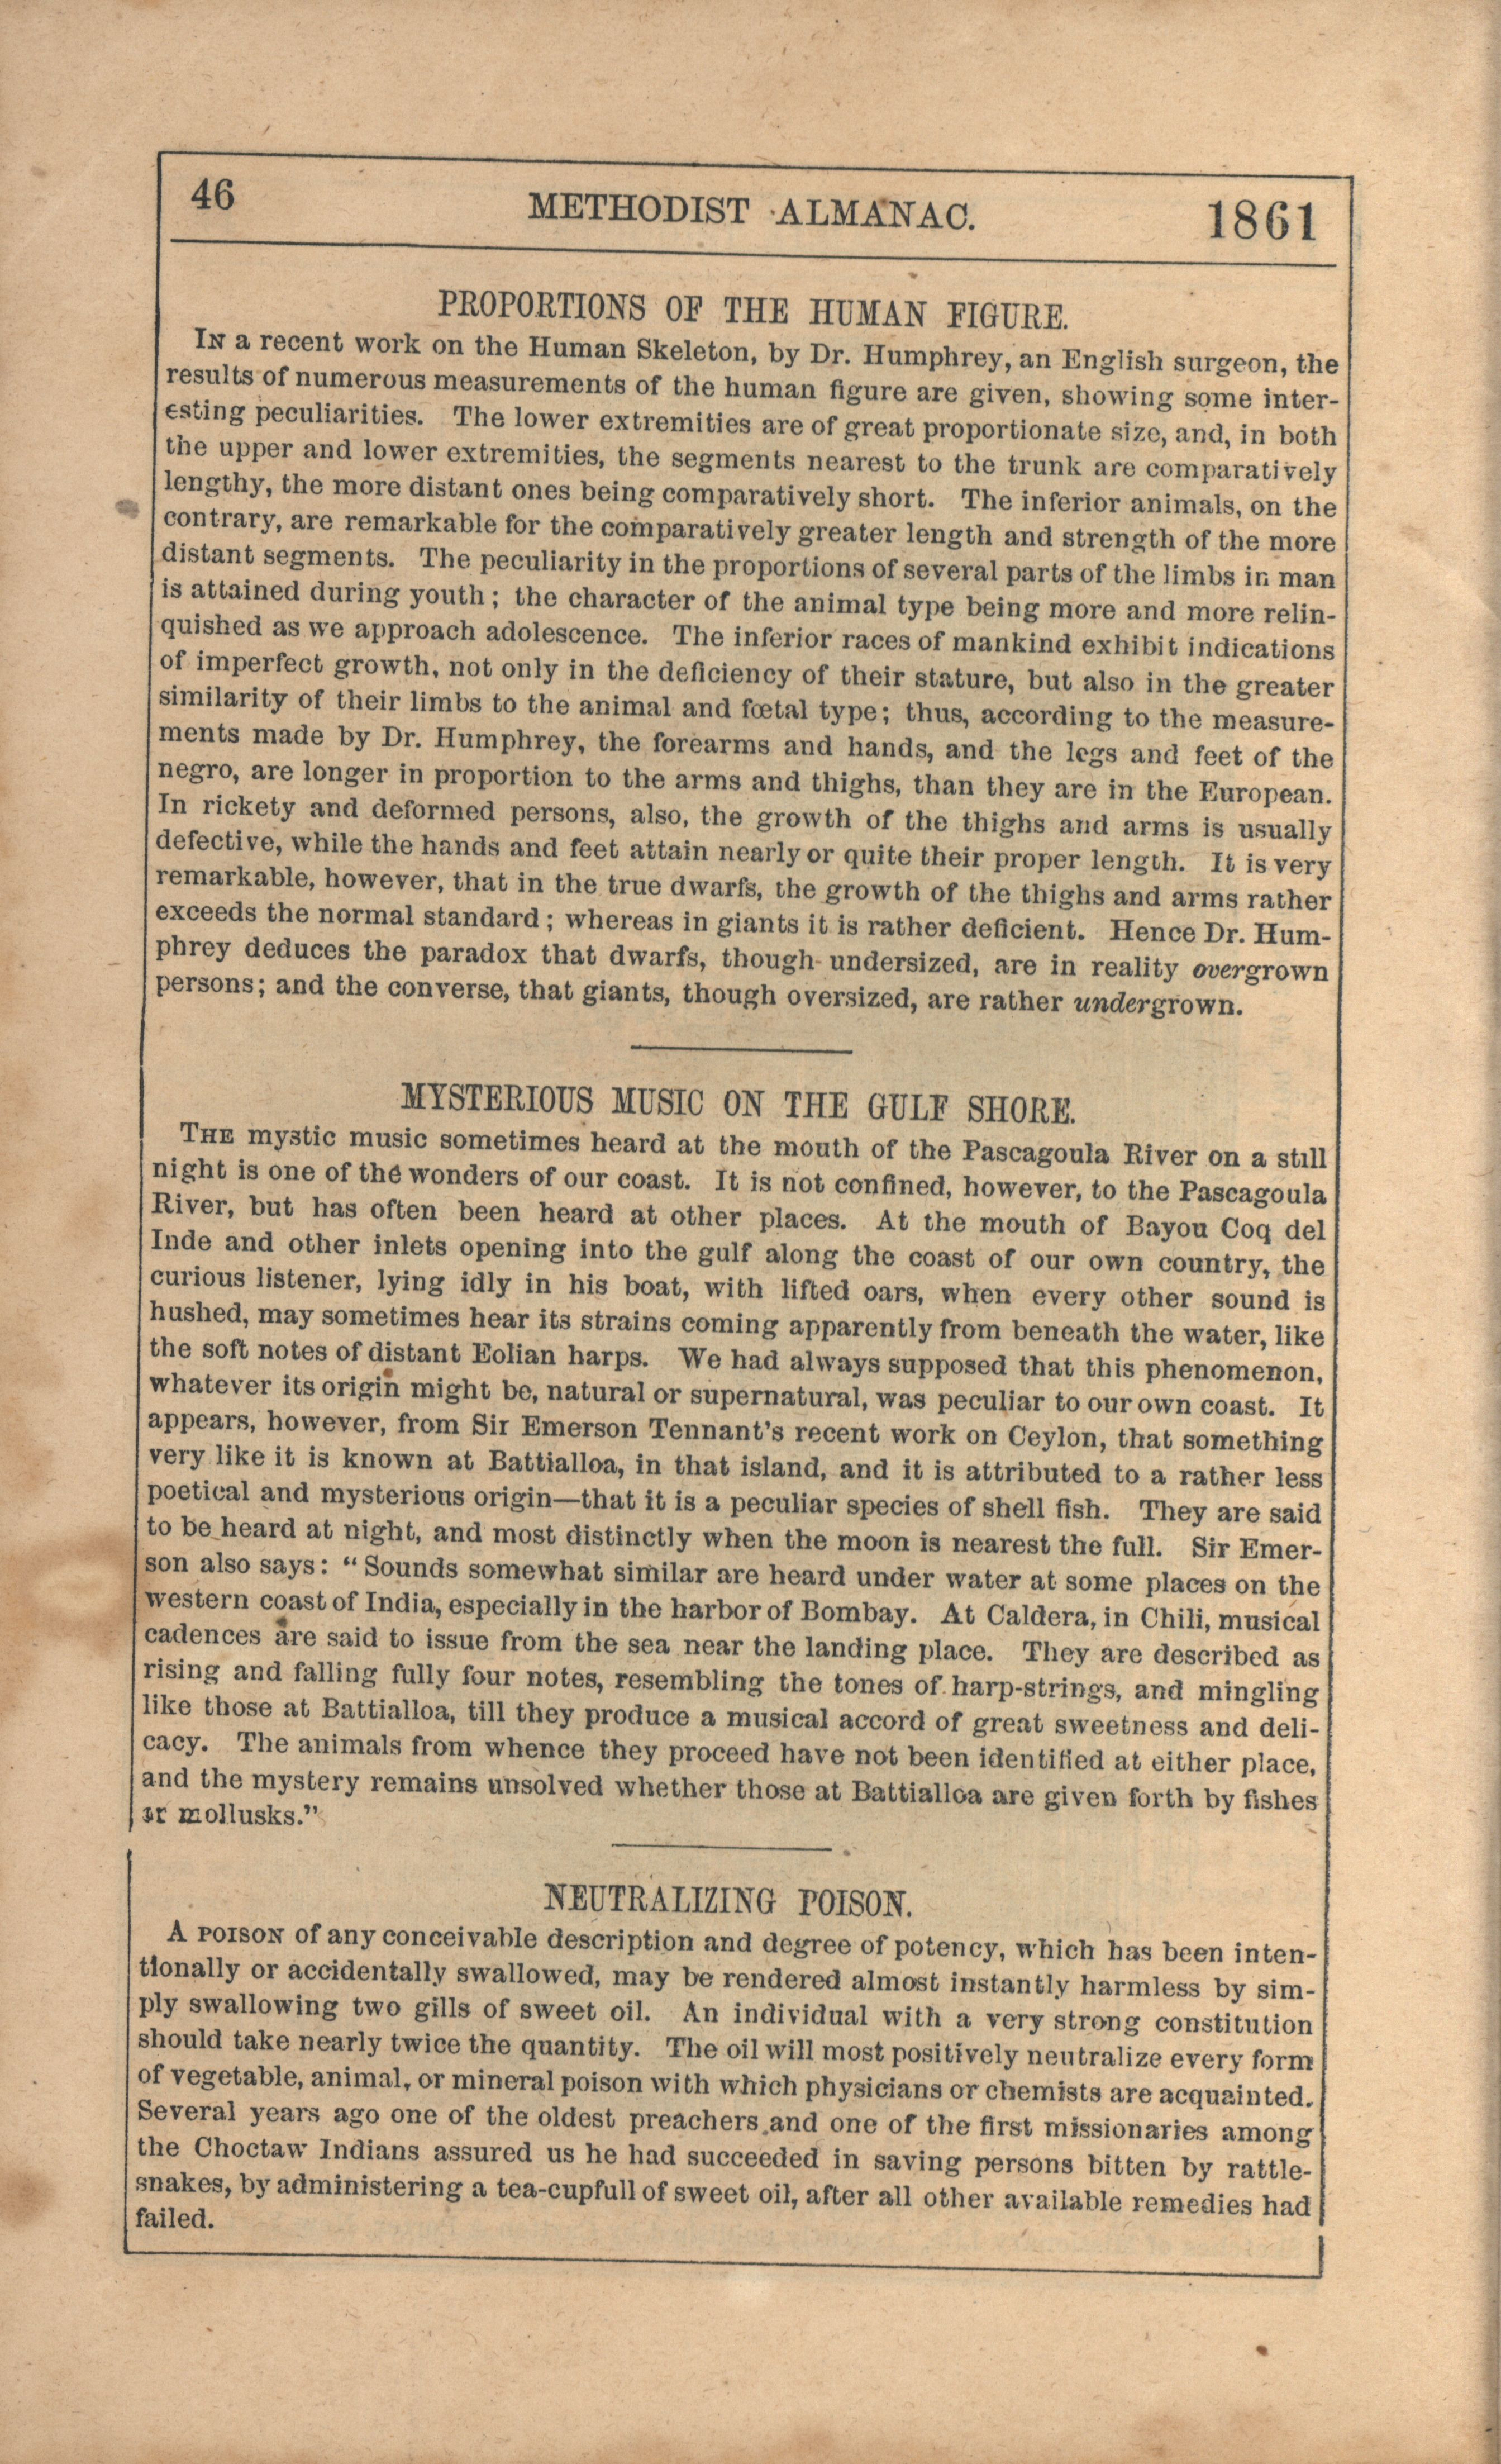 46
METHODIST ALMANAC.
1861
PROPORTIONS OF THE HUMAN FIGURE.
IN a recent work on the Human Skeleton, by Dr. Humphrey, an English surgeon, the
results of numerous measurements of the human figure are given, showing some inter-
esting peculiarities. The lower extremities are of great proportionate size, and, in both
the upper and lower extremities, the segments nearest to the trunk are comparatively
lengthy, the more distant ones being comparatively short. The inferior animals, on the
contrary, are remarkable for the comparatively greater length and strength of the more
distant segments. The peculiarity in the proportions of several parts of the limbs in man
is attained during youth; the character of the animal type being more and more relin-
quished as we approach adolescence. The inferior races of mankind exhibit indications
of imperfect growth, not only in the deficiency of their stature, but also in the greater
similarity of their limbs to the animal and fœtal type; thus, according to the measure-
ments made by Dr. Humphrey, the forearms and hands, and the legs and feet of the
negro, are longer in proportion to the arms and thighs, than they are in the European.
In rickety and deformed persons, also, the growth of the thighs and arms is usually
defective, while the hands and feet attain nearly or quite their proper length. It is very
remarkable, however, that in the true dwarfs, the growth of the thighs and arms rather
exceeds the normal standard; whereas in giants it is rather deficient. Hence Dr. Hum-
phrey deduces the paradox that dwarfs, though undersized, are in reality overgrown
persons; and the converse, that giants, though oversized, are rather undergrown.
MYSTERIOUS MUSIC ON THE GULF SHORE.
THE mystic music sometimes heard at the mouth of the Pascagoula River on a still
night is one of the wonders of our coast. It is not confined, however, to the Pascagoula
River, but has often been heard at other places. At the mouth of Bayou Coq del
Inde and other inlets opening into the gulf along the coast of our own country, the
curious listener, lying idly in his boat, with lifted oars, when every other sound is
hushed, may sometimes hear its strains coming apparently from beneath the water, like
the soft notes of distant Eolian harps. We had always supposed that this phenomenon,
whatever its origin might be, natural or supernatural, was peculiar to our own coast. It
appears, however, from Sir Emerson Tennant's recent work on Ceylon, that something
very like it is known at Battialloa, in that island, and it is attributed to a rather less
poetical and mysterious origin—that it is a peculiar species of shell fish. They are said
to be heard at night, and most distinctly when the moon is nearest the full. Sir Emer-
son also says: "Sounds somewhat similar are heard under water at some places on the
western coast of India, especially in the harbor of Bombay. At Caldera, in Chili, musical
cadences are said to issue from the sea near the landing place. They are described as
rising and falling fully four notes, resembling the tones of harp-strings, and mingling
like those at Battialloa, till they produce a musical accord of great sweetness and deli-
cacy. The animals from whence they proceed have not been identified at either place,
and the mystery remains unsolved whether those at Battialloa are given forth by fishes
or mollusks."
NEUTRALIZING POISON.
A POISON of any conceivable description and degree of potency, which has been inten-
tionally or accidentally swallowed, may be rendered almost instantly harmless by sim-
ply swallowing two gills of sweet oil. An individual with a very strong constitution
should take nearly twice the quantity. The oil will most positively neutralize every form
of vegetable, animal, or mineral poison with which physicians or chemists are acquainted.
Several years ago one of the oldest preachers and one of the first missionaries among
the Choctaw Indians assured us he had succeeded in saving persons bitten by rattle-
snakes, by administering a tea-cupfull of sweet oil, after all other available remedies had
failed.